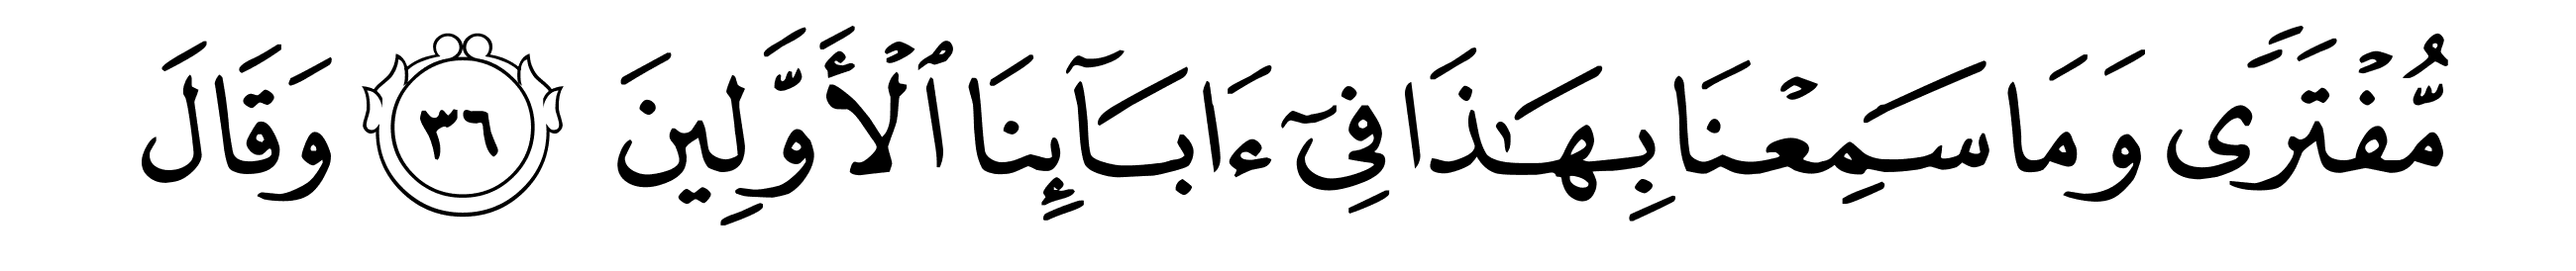 مُّفۡتَرٗى وَمَا سَمِعۡنَا بِهَٰذَا فِيٓ ءَابَآئِنَا ٱلۡأَوَّلِينَ ٣٦ وَقَالَ